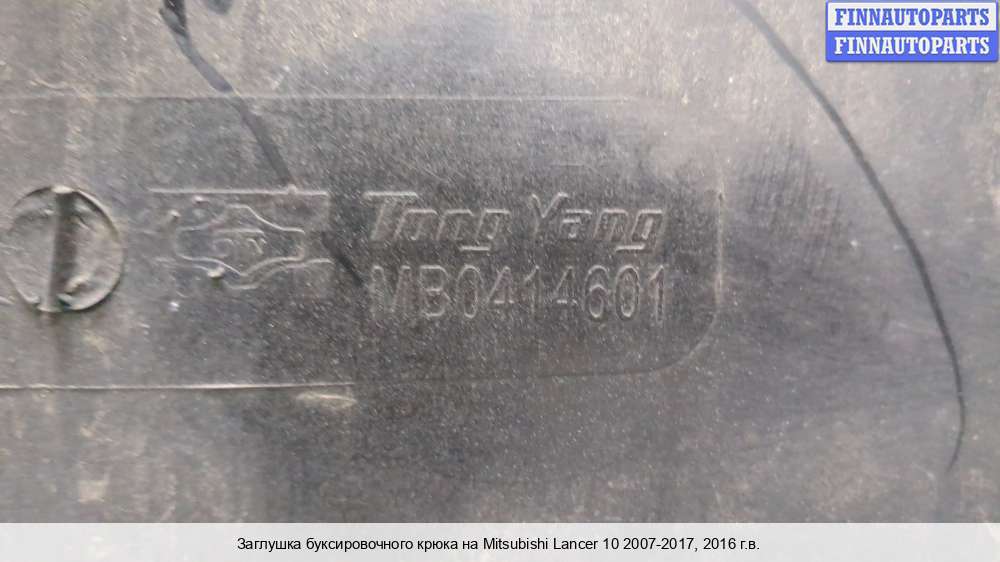 FINNAUTOPARTS
FINNAUTOPARTS
Tong Yang
MB0414601
Заглушка буксировочного крюка на Mitsubishi Lancer 10 2007-2017, 2016 г.в.